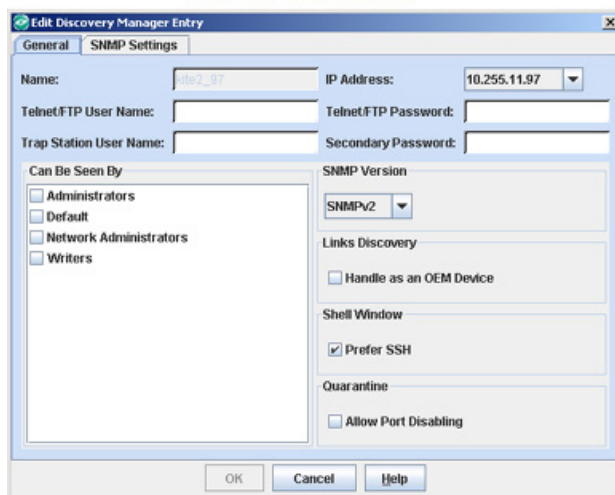 Edit Discovery Manager Entry
General SNMP Settings
Name: kite2_97 IP Address: 10.255.11.97
Telnet/FTP User Name: Telnet/FTP Password:
Trap Station User Name: Secondary Password:
Can Be Seen By
Administrators
Default
Network Administrators
Writers
SNMP Version
SNMPv2
Links Discovery
Handle as an OEM Device
Shell Window
Prefer SSH
Quarantine
Allow Port Disabling
OK Cancel Help